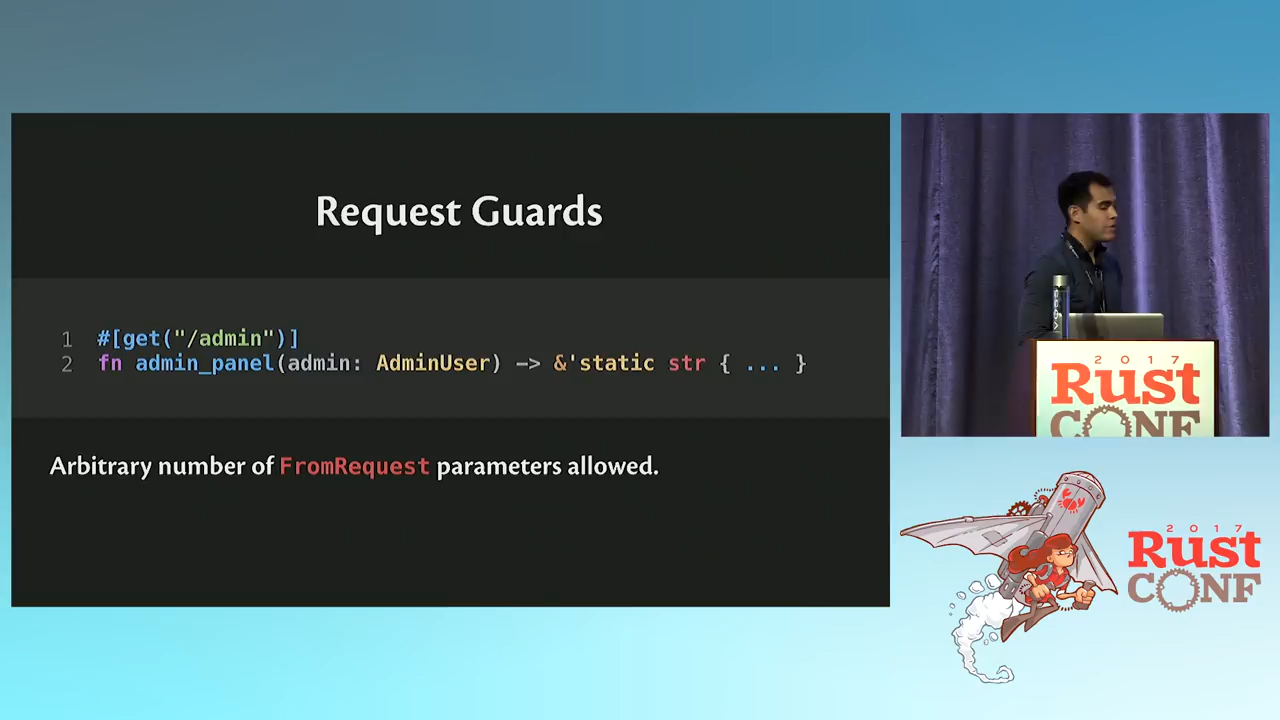 Request Guards
1 #[get("/admin")]
2 fn admin_panel(admin: AdminUser) -> &'static str { ... }
Arbitrary number of FromRequest parameters allowed.
2017
Rust
CONF
2017
Rust
CONF